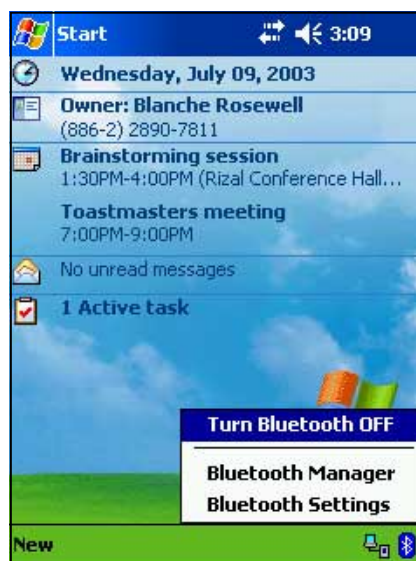 Start 3:09
Wednesday, July 09, 2003
Owner: Blanche Rosewell
(886-2) 2890-7811
Brainstorming session
1:30PM-4:00PM (Rizal Conference Hall...
Toastmasters meeting
7:00PM-9:00PM
No unread messages
1 Active task
Turn Bluetooth OFF
Bluetooth Manager
Bluetooth Settings
New